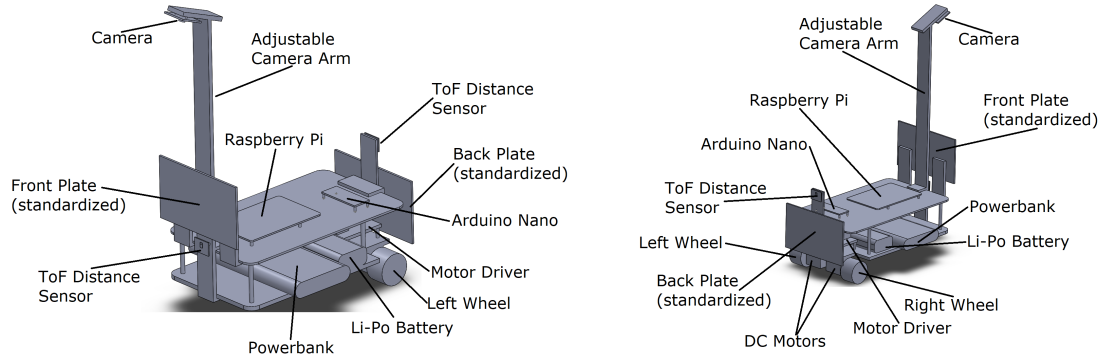 Camera
Adjustable
Camera Arm
ToF Distance
Sensor
Raspberry Pi
Back Plate
(standardized)
Front Plate
(standardized)
Arduino Nano
ToF Distance
Sensor
Motor Driver
Left Wheel
Li-Po Battery
Powerbank
Adjustable
Camera Arm
Camera
Raspberry Pi
Front Plate
(standardized)
Arduino Nano
ToF Distance
Sensor
Powerbank
Left Wheel
Li-Po Battery
Back Plate
(standardized)
Right Wheel
Motor Driver
DC Motors